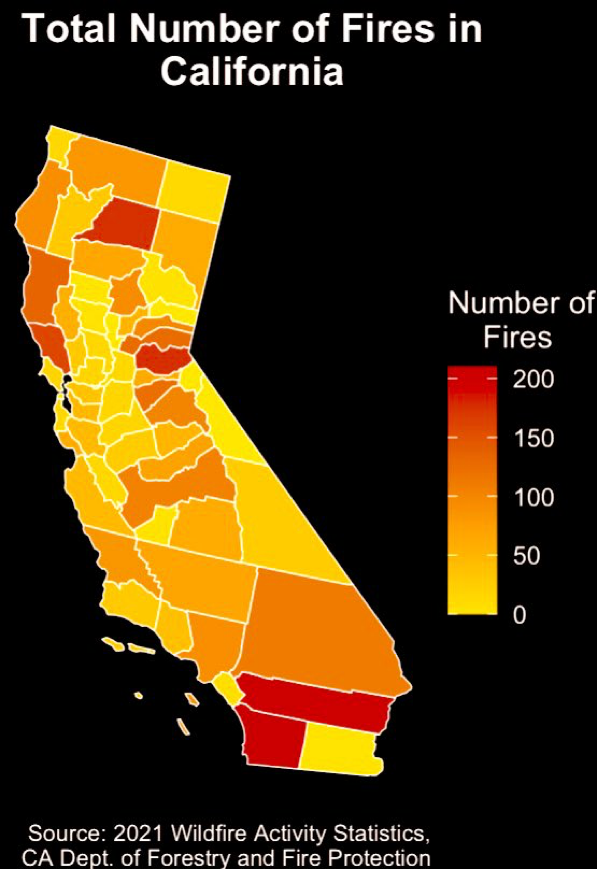 Total Number of Fires in
California
Number of
Fires
200
150
100
50
0
Source: 2021 Wildfire Activity Statistics,
CA Dept. of Forestry and Fire Protection